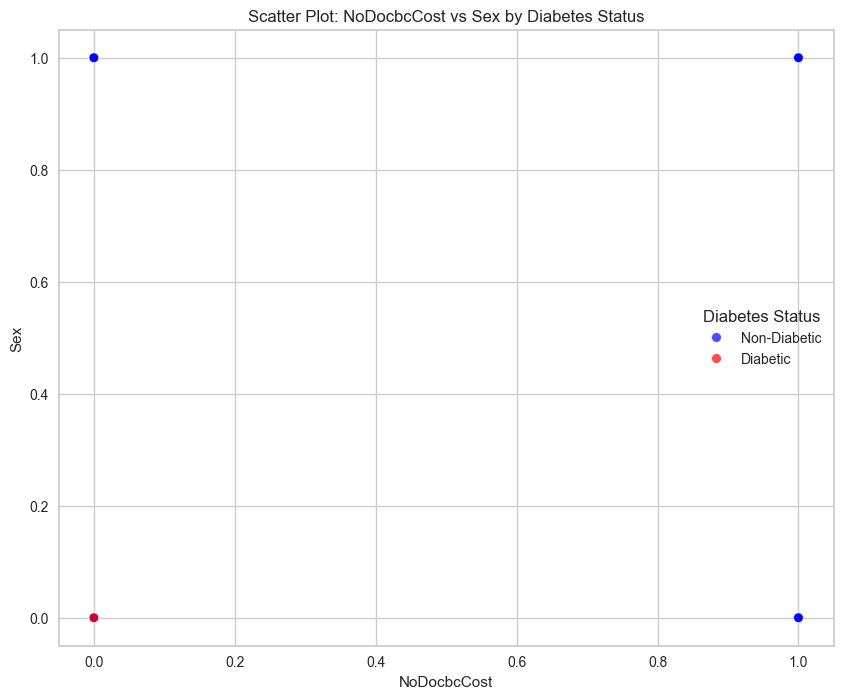 Scatter Plot: NoDocbcCost vs Sex by Diabetes Status
1.0
0.8
0.6
0.4
0.2
0.0
Sex
Diabetes Status
Non-Diabetic
Diabetic
0.0 0.2 0.4 0.6 0.8 1.0
NoDocbcCost